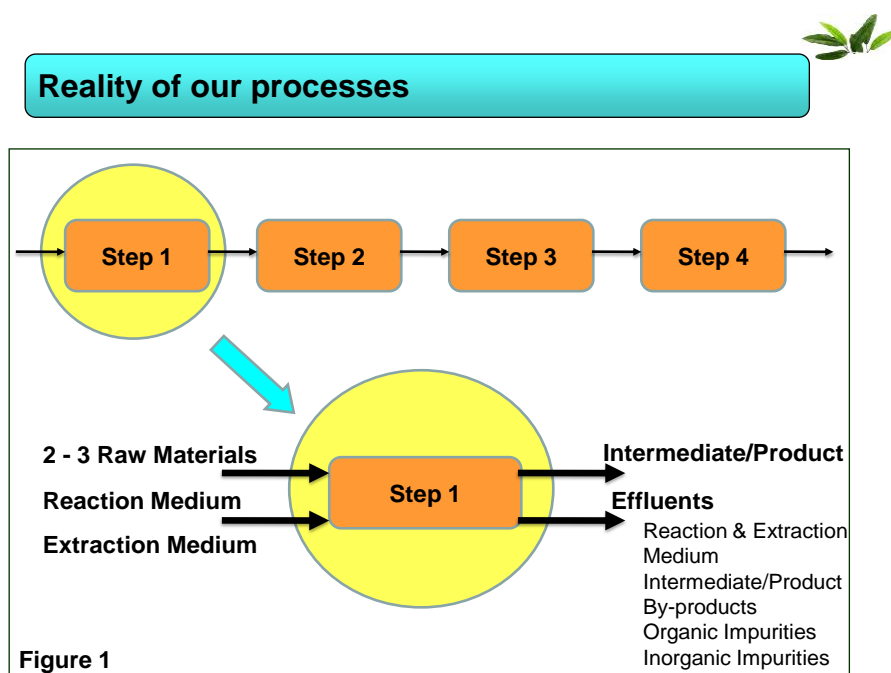 Reality of our processes
Step 1
Step 2
Step 3
Step 4
2 - 3 Raw Materials
Reaction Medium
Extraction Medium
Step 1
Intermediate/Product
Effluents
Reaction & Extraction
Medium
Intermediate/Product
By-products
Organic Impurities
Inorganic Impurities
Figure 1